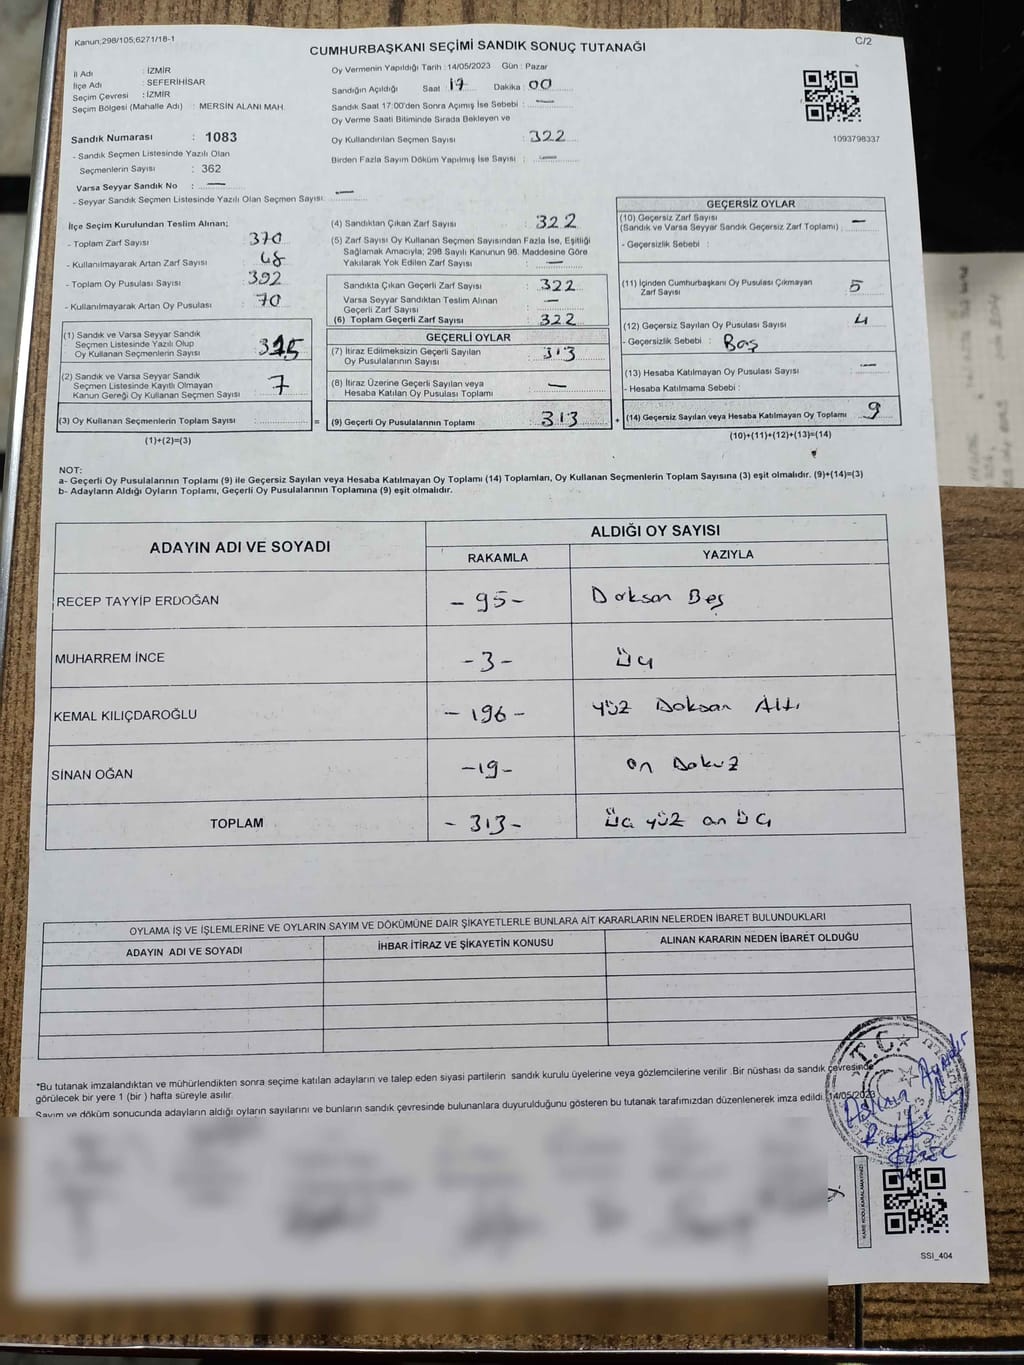 Kanun;298/105;6271/18-1
C/2
CUMHURBAŞKANI SEÇİMİ SANDIK SONUÇ TUTANAĞI
İl Adı : İZMİR
İlçe Adı : SEFERİHİSAR
Seçim Çevresi : İZMİR
Seçim Bölgesi (Mahalle Adı) : MERSİN ALANI MAH.
Sandık Numarası : 1083
- Sandık Seçmen Listesinde Yazılı Olan
Seçmenlerin Sayısı : 362
Varsa Seyyar Sandık No : —
- Seyyar Sandık Seçmen Listesinde Yazılı Olan Seçmen Sayısı: —
Oy Vermenin Yapıldığı Tarih : 14/05/2023 Gün : Pazar
Sandığın Açıldığı Saat 17 Dakika 00
Sandık Saat 17:00'den Sonra Açımış İse Sebebi : —
Oy Verme Saati Bitiminde Sırada Bekleyen ve
Oy Kullandırılan Seçmen Sayısı : 322
Birden Fazla Sayım Döküm Yapılmış İse Sayısı : —
1093798337
İlçe Seçim Kurulundan Teslim Alınan;
- Toplam Zarf Sayısı : 370
- Kullanılmayarak Artan Zarf Sayısı : 48
- Toplam Oy Pusulası Sayısı : 392
- Kullanılmayarak Artan Oy Pusulası : 70
(1) Sandık ve Varsa Seyyar Sandık
Seçmen Listesinde Yazılı Olup
Oy Kullanan Seçmenlerin Sayısı : 315
(2) Sandık ve Varsa Seyyar Sandık
Seçmen Listesinde Kayıtlı Olmayan
Kanun Gereği Oy Kullanan Seçmen Sayısı : 7
(3) Oy Kullanan Seçmenlerin Toplam Sayısı : =
(1)+(2)=(3)
(4) Sandıktan Çıkan Zarf Sayısı : 322
(5) Zarf Sayısı Oy Kullanan Seçmen Sayısından Fazla İse, Eşitliği
Sağlamak Amacıyla; 298 Sayılı Kanunun 98. Maddesine Göre
Yakılarak Yok Edilen Zarf Sayısı : —
Sandıkta Çıkan Geçerli Zarf Sayısı : 322
Varsa Seyyar Sandıktan Teslim Alınan
Geçerli Zarf Sayısı : —
(6) Toplam Geçerli Zarf Sayısı : 322
GEÇERLİ OYLAR
(7) İtiraz Edilmeksizin Geçerli Sayılan
Oy Pusulalarının Sayısı : 313
(8) İtiraz Üzerine Geçerli Sayılan veya
Hesaba Katılan Oy Pusulası Toplamı : —
(9) Geçerli Oy Pusulalarının Toplamı : 313 +
GEÇERSİZ OYLAR
(10) Geçersiz Zarf Sayısı
(Sandık ve Varsa Seyyar Sandık Geçersiz Zarf Toplamı) : —
- Geçersizlik Sebebi :
(11) İçinden Cumhurbaşkanı Oy Pusulası Çıkmayan
Zarf Sayısı : 5
(12) Geçersiz Sayılan Oy Pusulası Sayısı : 4
- Geçersizlik Sebebi : Boş
(13) Hesaba Katılmayan Oy Pusulası Sayısı : —
- Hesaba Katılmama Sebebi :
(14) Geçersiz Sayılan veya Hesaba Katılmayan Oy Toplamı : 9
(10)+(11)+(12)+(13)=(14)
NOT:
a- Geçerli Oy Pusulalarının Toplamı (9) ile Geçersiz Sayılan veya Hesaba Katılmayan Oy Toplamı (14) Toplamları, Oy Kullanan Seçmenlerin Toplam Sayısına (3) eşit olmalıdır. (9)+(14)=(3)
b- Adayların Aldığı Oyların Toplamı, Geçerli Oy Pusulalarının Toplamına (9) eşit olmalıdır.
ADAYIN ADI VE SOYADI
ALDIĞI OY SAYISI
RAKAMLA YAZIYLA
RECEP TAYYİP ERDOĞAN - 95 - Doksan Beş
MUHARREM İNCE - 3 - üç
KEMAL KILIÇDAROĞLU - 196 - yüz Doksan Altı
SİNAN OĞAN - 19 - on Dokuz
TOPLAM - 313 - üç yüz on üç
OYLAMA İŞ VE İŞLEMLERİNE VE OYLARIN SAYIM VE DÖKÜMÜNE DAİR ŞİKAYETLERLE BUNLARA AİT KARARLARIN NELERDEN İBARET BULUNDUKLARI
ADAYIN ADI VE SOYADI İHBAR İTİRAZ VE ŞİKAYETİN KONUSU ALINAN KARARIN NEDEN İBARET OLDUĞU
*Bu tutanak imzalandıktan ve mühürlendikten sonra seçime katılan adayların ve talep eden siyasi partilerin sandık kurulu üyelerine veya gözlemcilerine verilir .Bir nüshası da sandık çevresinde
görülecek bir yere 1 (bir ) hafta süreyle asılır.
Sayım ve döküm sonucunda adayların aldığı oyların sayılarını ve bunların sandık çevresinde bulunanlara duyurulduğunu gösteren bu tutanak tarafımızdan düzenlenerek imza edildi. 14/05/2023
T.C.
Aslına
KARE KODU KARALAMAYINIZ!
SSI_404